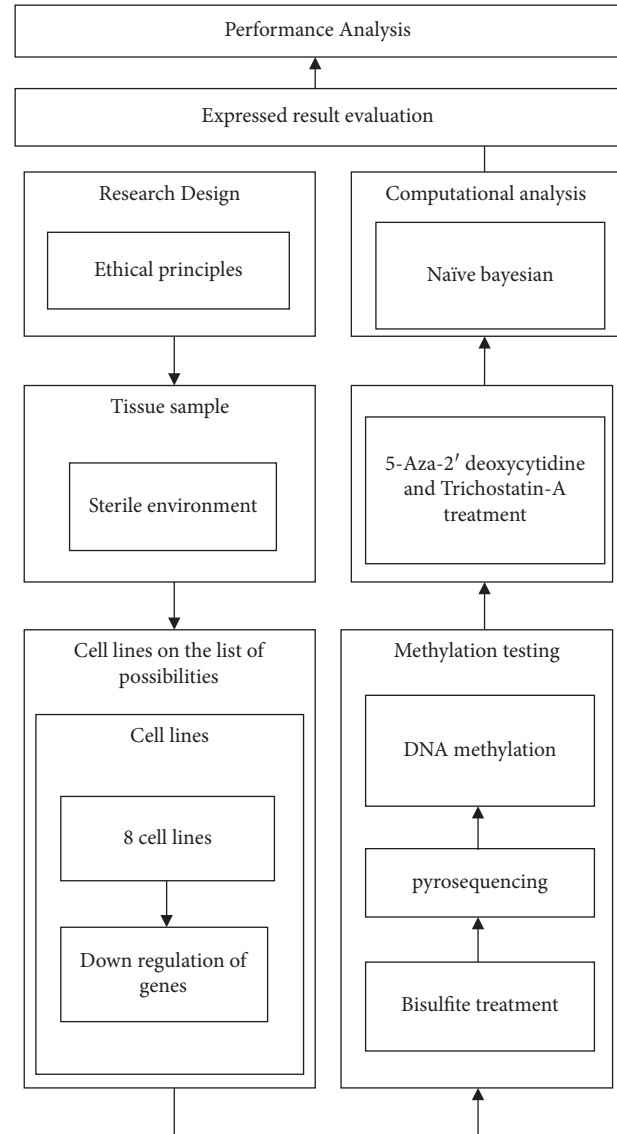 Performance Analysis
Expressed result evaluation
Research Design
Ethical principles
Tissue sample
Sterile environment
Cell lines on the list of
possibilities
Cell lines
8 cell lines
Down regulation of
genes
Computational analysis
Naïve bayesian
5-Aza-2′ deoxycytidine
and Trichostatin-A
treatment
Methylation testing
DNA methylation
pyrosequencing
Bisulfite treatment